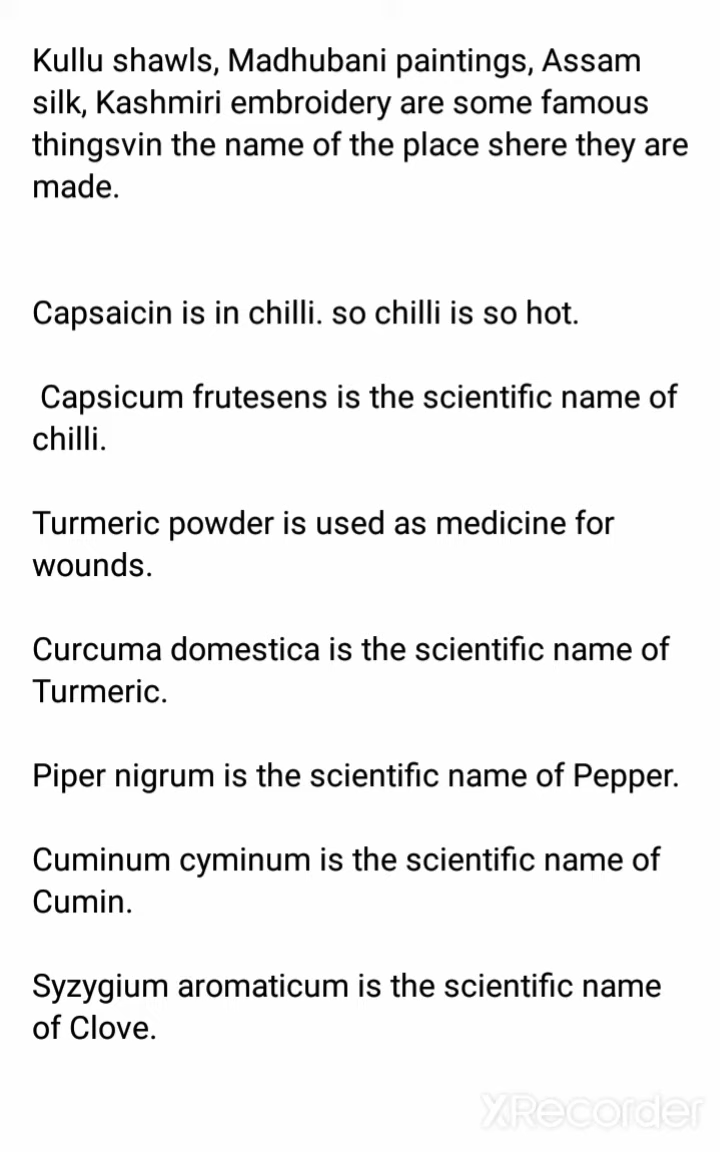 Kullu shawls, Madhubani paintings, Assam
silk, Kashmiri embroidery are some famous
thingsvin the name of the place shere they are
made.
Capsaicin is in chilli. so chilli is so hot.
Capsicum frutesens is the scientific name of
chilli.
Turmeric powder is used as medicine for
wounds.
Curcuma domestica is the scientific name of
Turmeric.
Piper nigrum is the scientific name of Pepper.
Cuminum cyminum is the scientific name of
Cumin.
Syzygium aromaticum is the scientific name
of Clove.
XRecorder